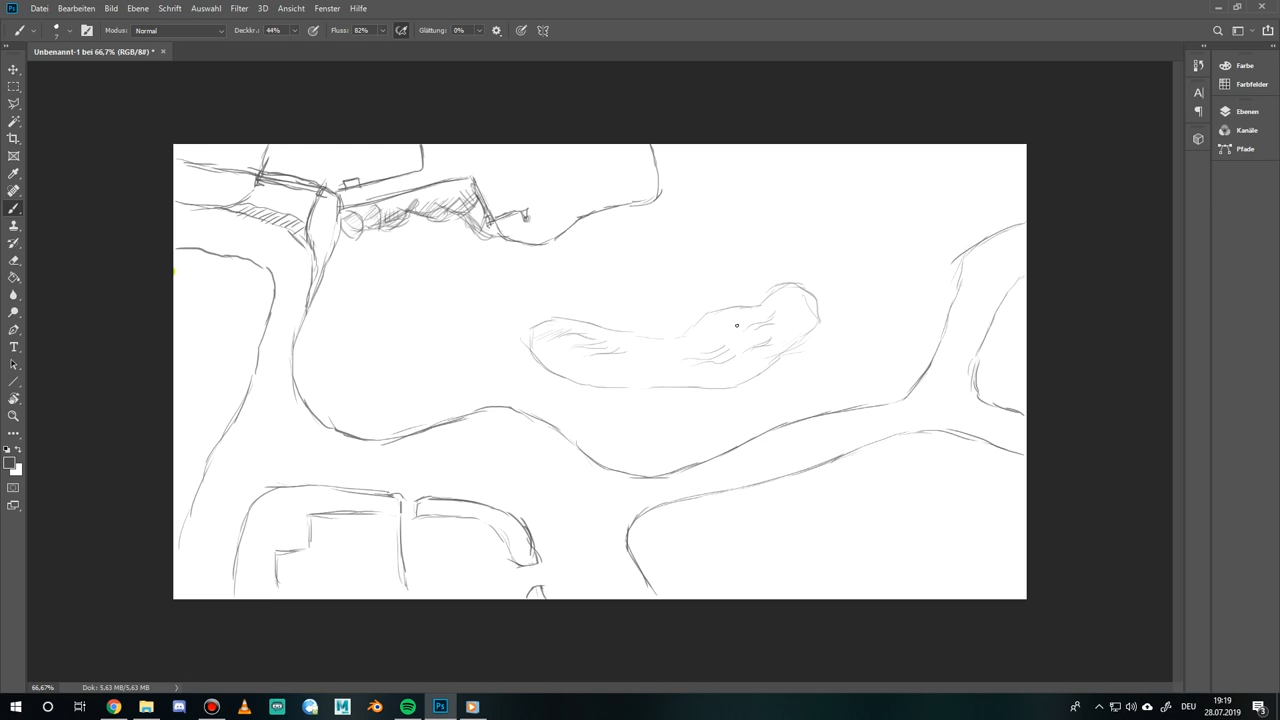 Ps Datei Bearbeiten Bild Ebene Schrift Auswahl Filter 3D Ansicht Fenster Hilfe
7 Modus: Normal Deckkr.: 44% Fluss: 82% Glättung: 0%
Unbenannt-1 bei 66,7% (RGB/8#) *
Farbe
Farbfelder
Ebenen
Kanäle
Pfade
66,67% Dok: 5,63 MB/5,63 MB
DEU
19:19
28.07.2019